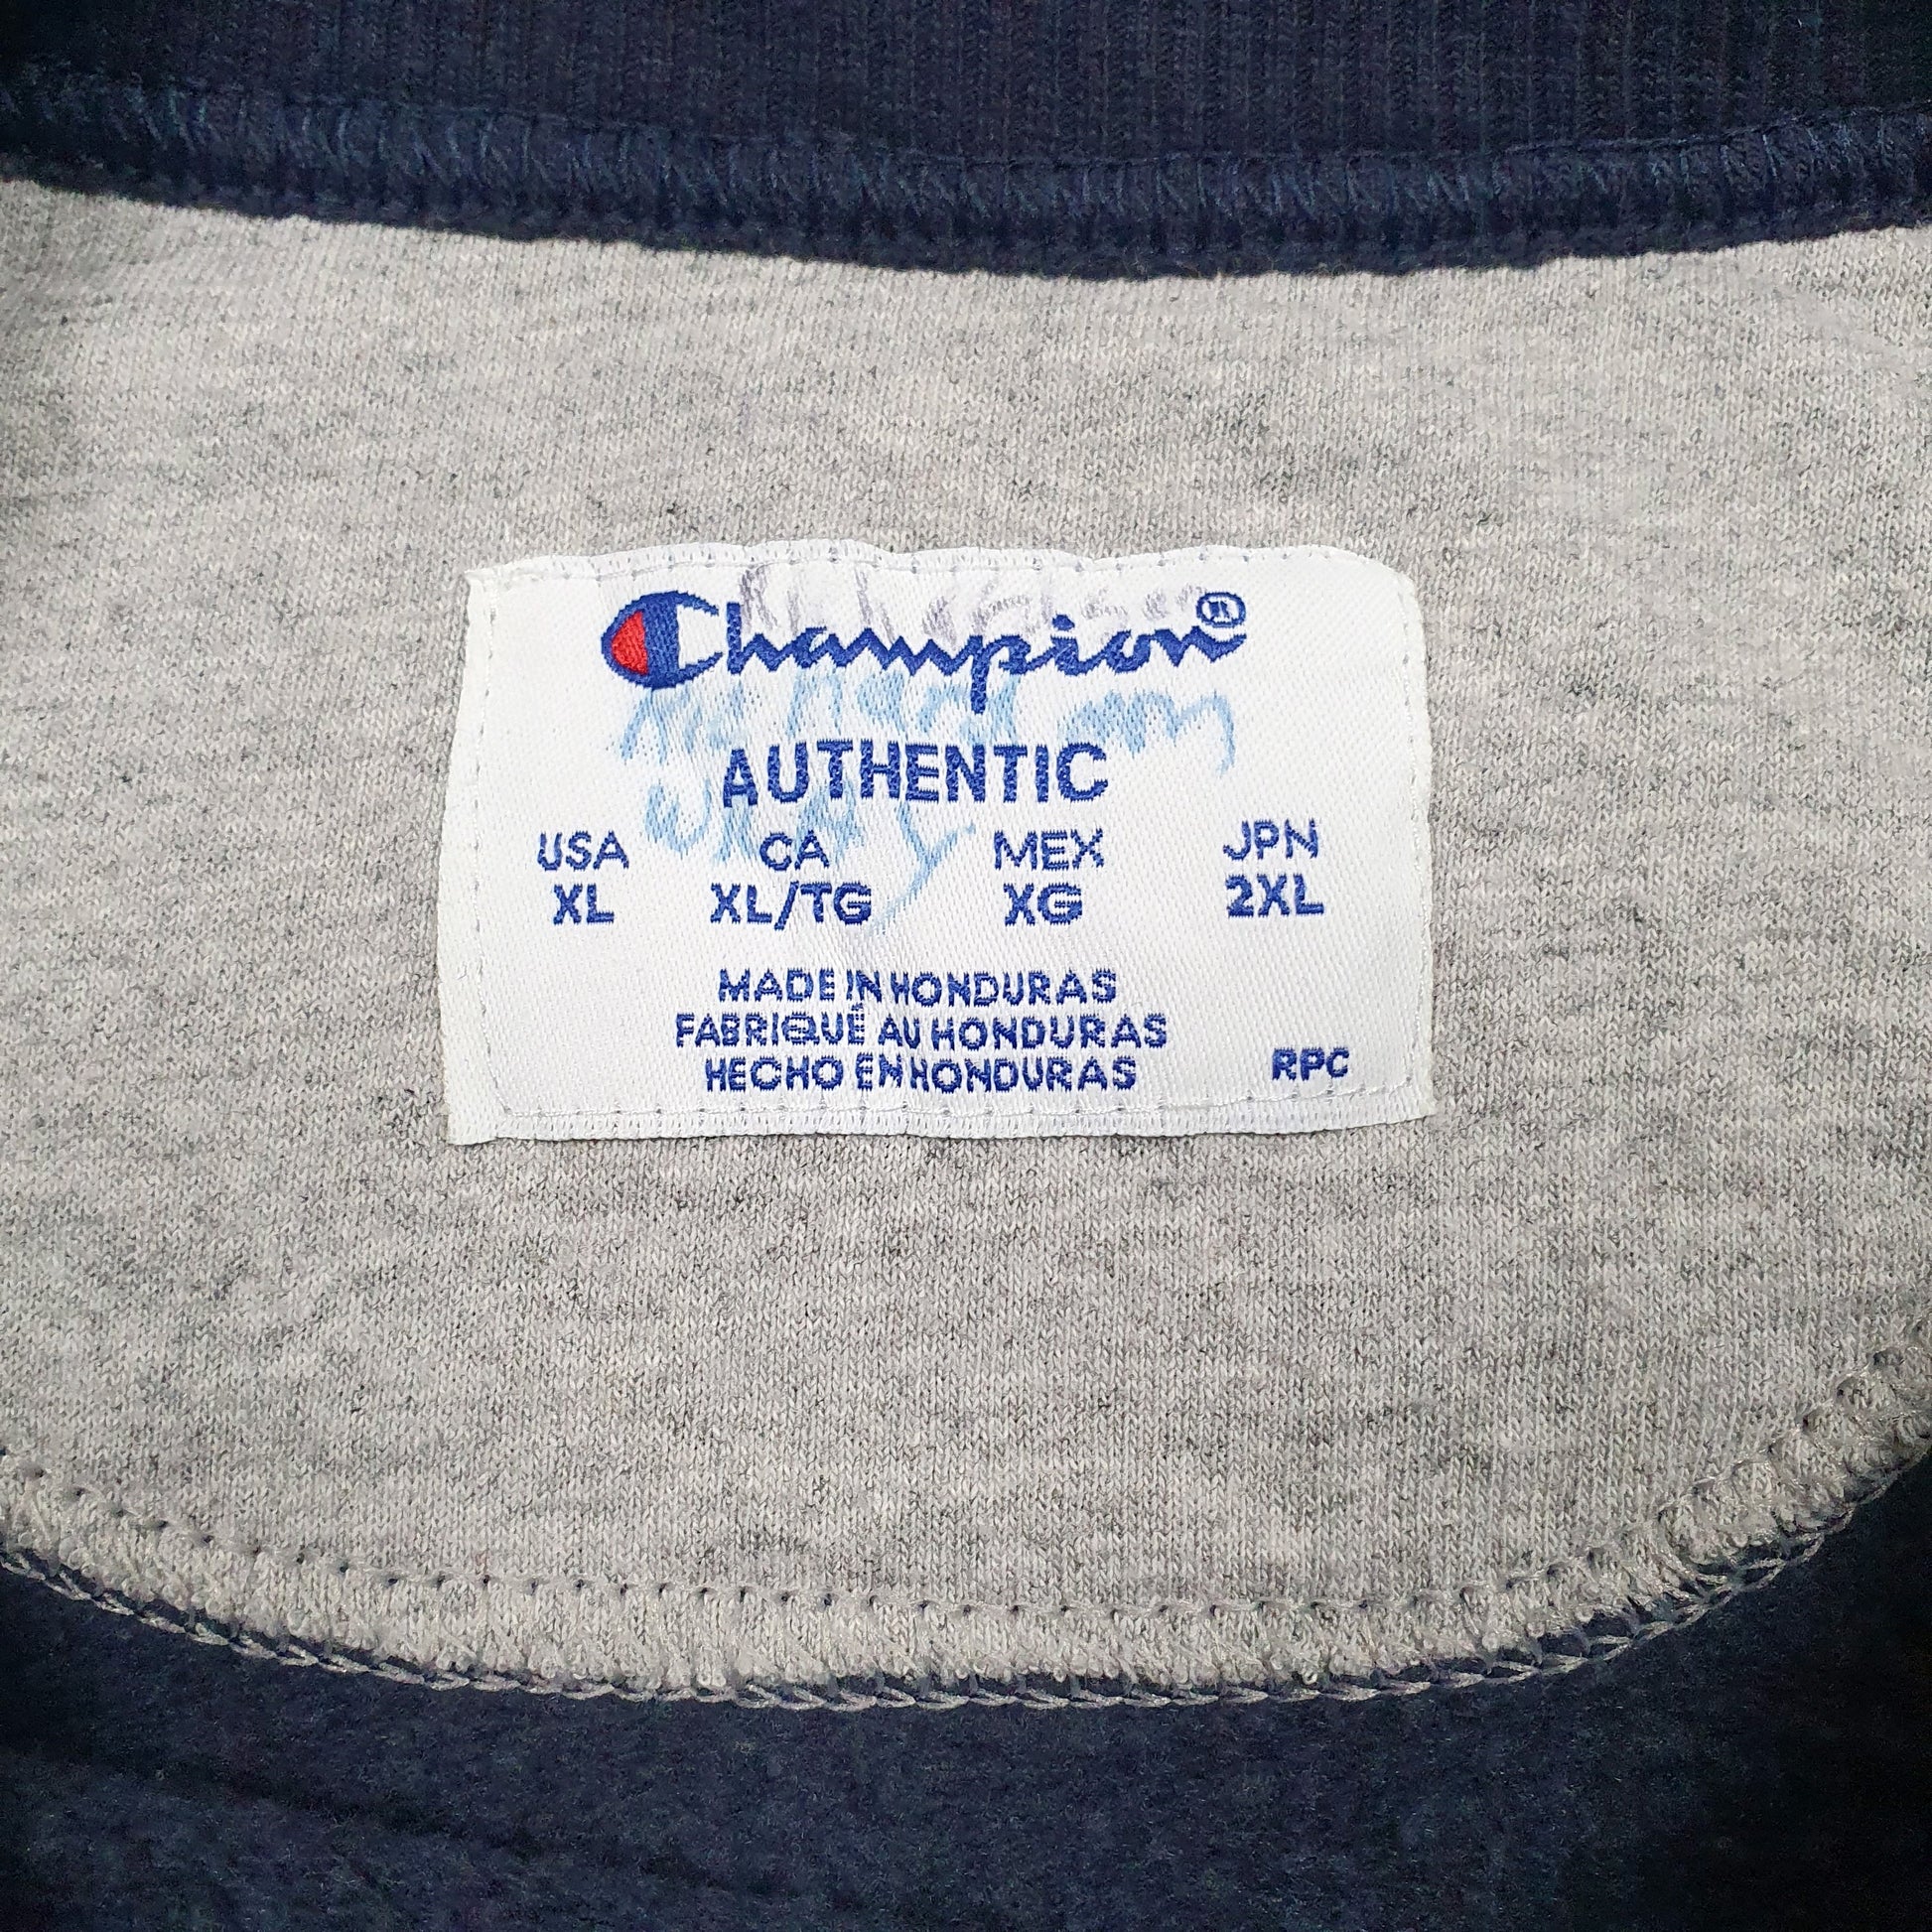 Champion®
AUTHENTIC
USA CA MEX JPN
XL XL/TG XG 2XL
MADE IN HONDURAS
FABRIQUÉ AU HONDURAS
HECHO EN HONDURAS RPC